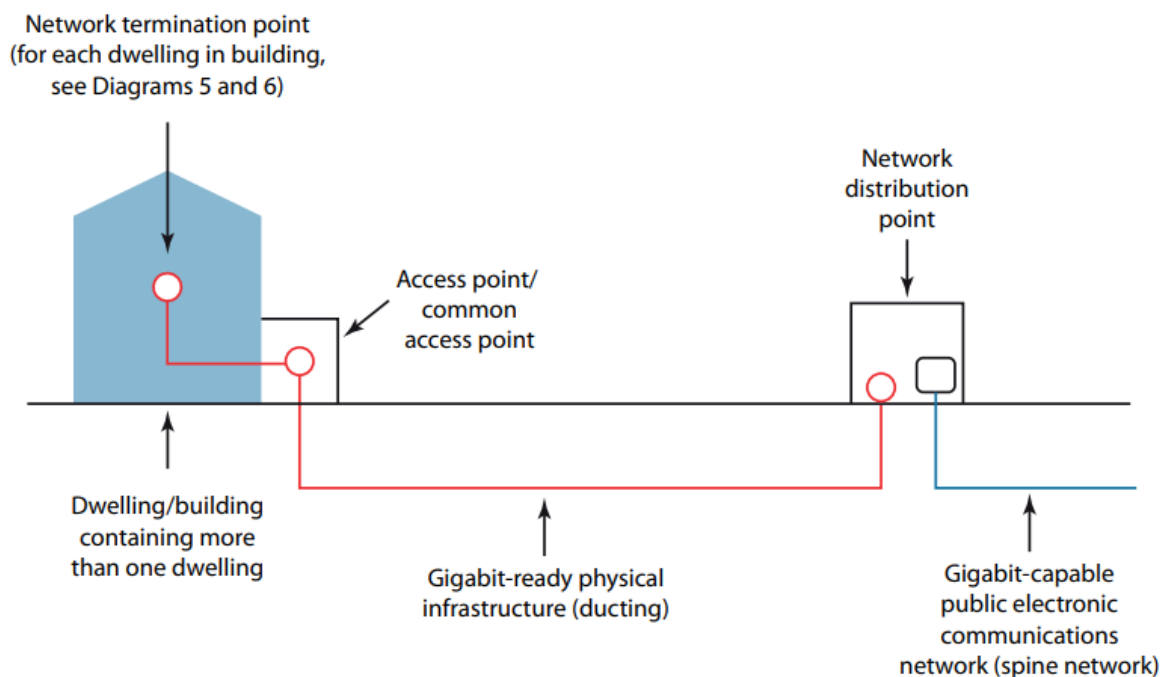 Network termination point
(for each dwelling in building,
see Diagrams 5 and 6)
Network
distribution
point
Access point/
common
access point
Dwelling/building
containing more
than one dwelling
Gigabit-ready physical
infrastructure (ducting)
Gigabit-capable
public electronic
communications
network (spine network)